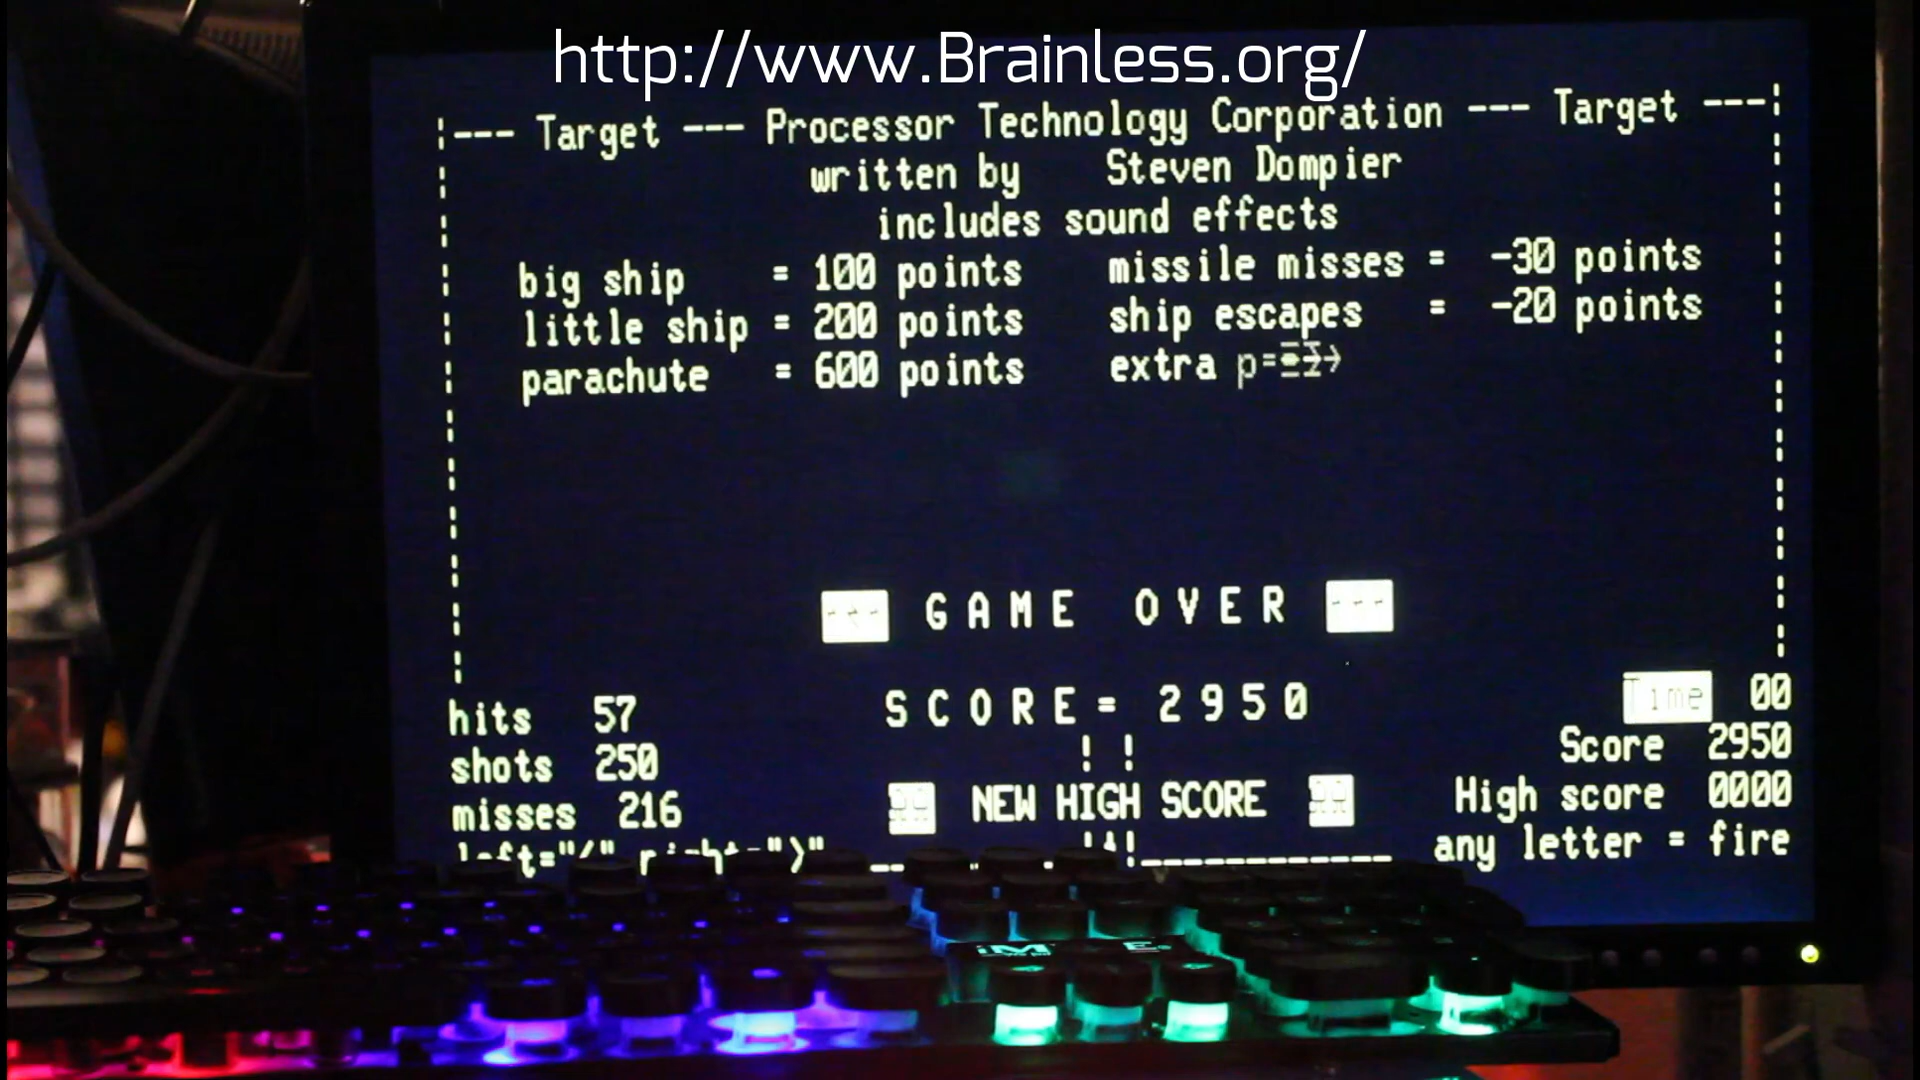 http://www.Brainless.org/
¦--- Target --- Processor Technology Corporation --- Target ---¦
written by Steven Dompier
includes sound effects
big ship = 100 points missile misses = -30 points
little ship = 200 points ship escapes = -20 points
parachute = 600 points extra p=
GAME OVER
hits 57 SCORE= 2950 Time 00
shots 250 ! ! Score 2950
misses 216 NEW HIGH SCORE High score 0000
any letter = fire